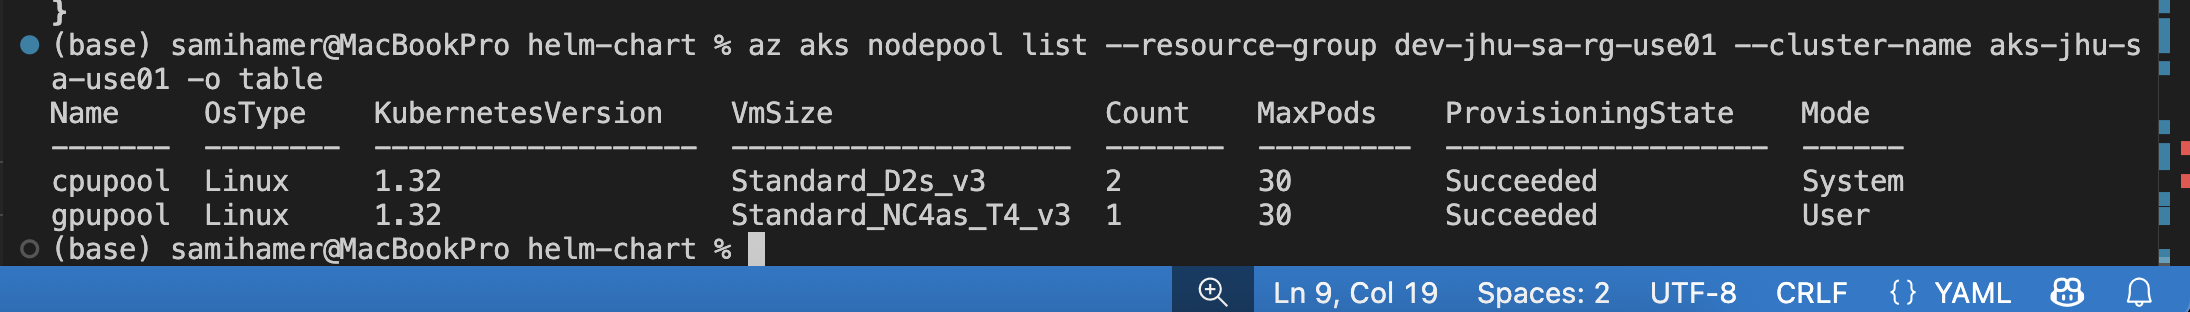 }
(base) samihamer@MacBookPro helm-chart % az aks nodepool list --resource-group dev-jhu-sa-rg-use01 --cluster-name aks-jhu-s
a-use01 -o table
Name OsType KubernetesVersion VmSize Count MaxPods ProvisioningState Mode
------- -------- ------------------- -------------------- ------- --------- ------------------- ------
cpupool Linux 1.32 Standard_D2s_v3 2 30 Succeeded System
gpupool Linux 1.32 Standard_NC4as_T4_v3 1 30 Succeeded User
(base) samihamer@MacBookPro helm-chart %
Ln 9, Col 19 Spaces: 2 UTF-8 CRLF {} YAML